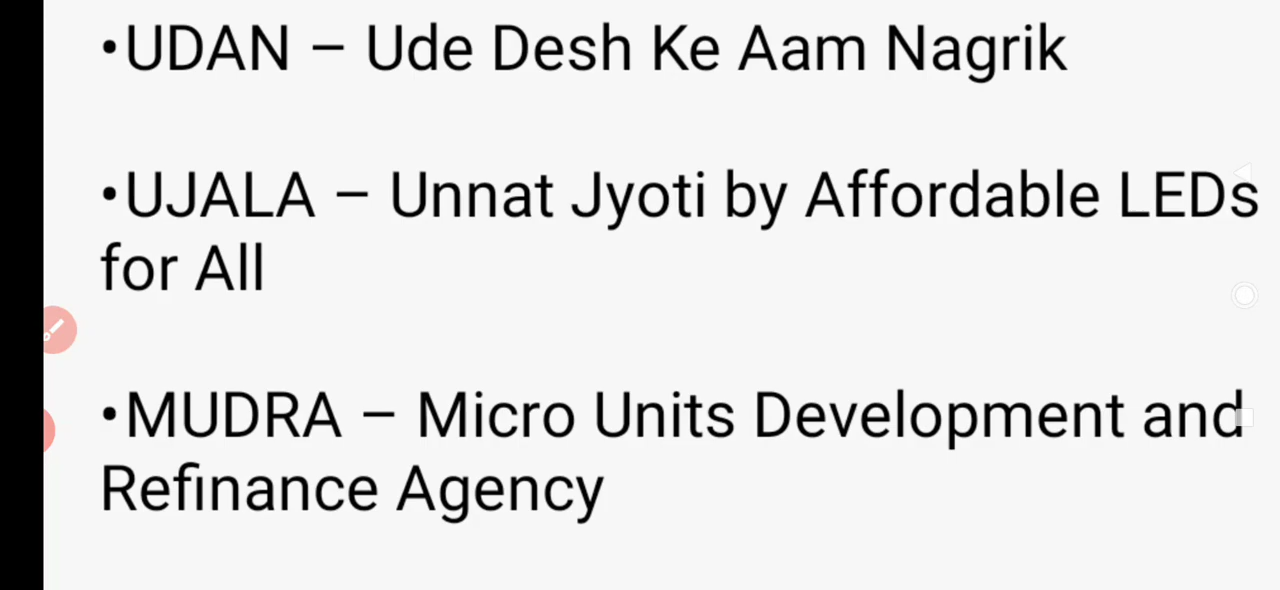 •UDAN – Ude Desh Ke Aam Nagrik
•UJALA – Unnat Jyoti by Affordable LEDs
for All
•MUDRA – Micro Units Development and
Refinance Agency